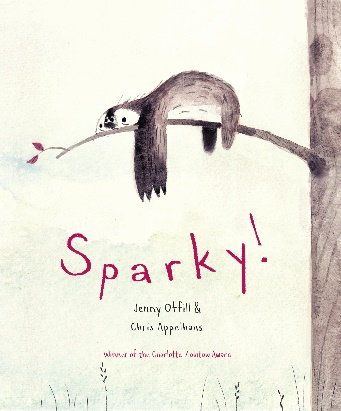 Sparky!
Jenny Offill &
Chris Appelhans
Winner of the Charlotte Zolotow Award